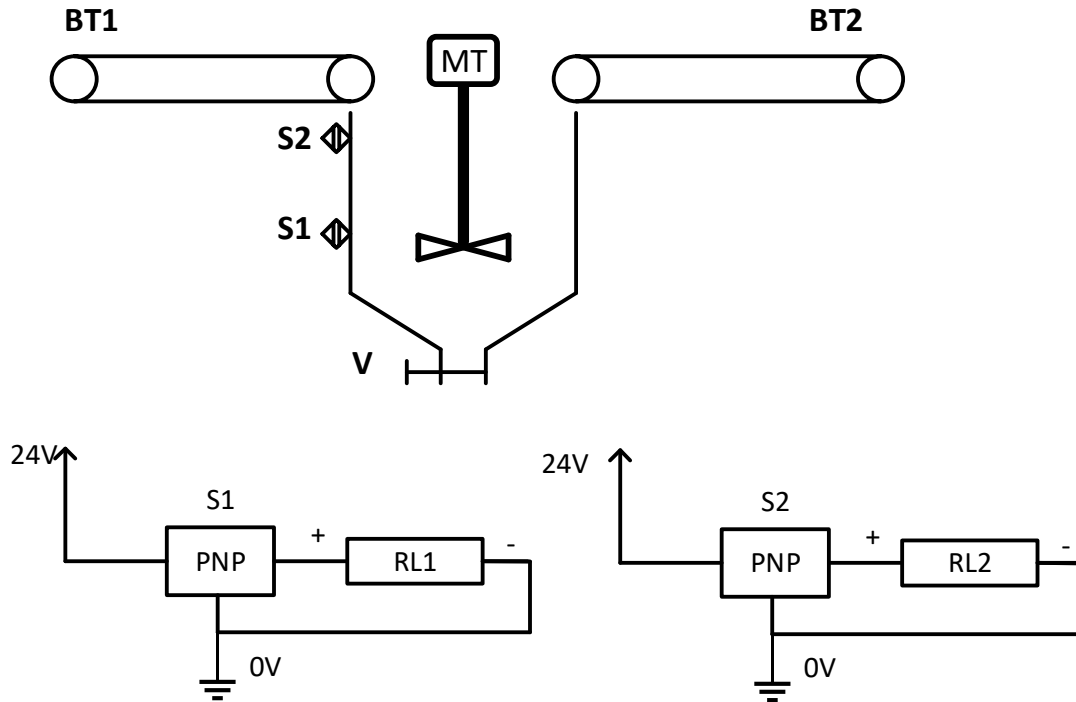 BT1
BT2
MT
S2
S1
V
24V
S1
PNP
+
RL1
-
0V
24V
S2
PNP
+
RL2
-
0V